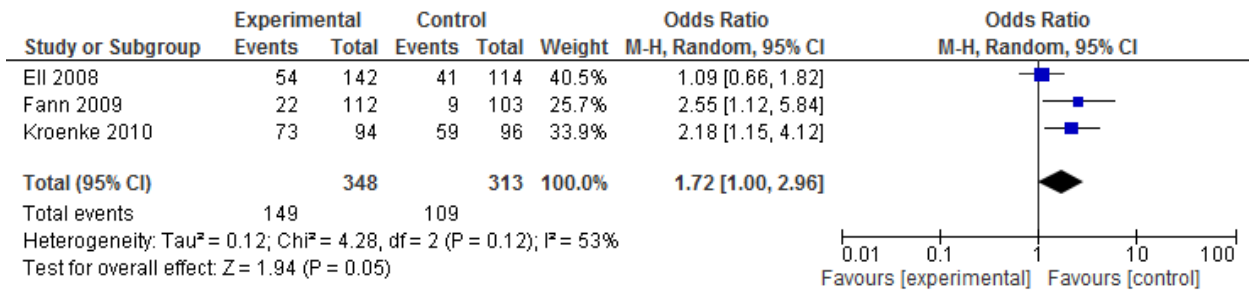 Experimental Control Odds Ratio Odds Ratio
Study or Subgroup Events Total Events Total Weight M-H, Random, 95% CI M-H, Random, 95% CI
Ell 2008 54 142 41 114 40.5% 1.09 [0.66, 1.82]
Fann 2009 22 112 9 103 25.7% 2.55 [1.12, 5.84]
Kroenke 2010 73 94 59 96 33.9% 2.18 [1.15, 4.12]
Total (95% CI) 348 313 100.0% 1.72 [1.00, 2.96]
Total events 149 109
Heterogeneity: Tau² = 0.12; Chi² = 4.28, df = 2 (P = 0.12); I² = 53%
Test for overall effect: Z = 1.94 (P = 0.05)
0.01 0.1 1 10 100
Favours [experimental] Favours [control]